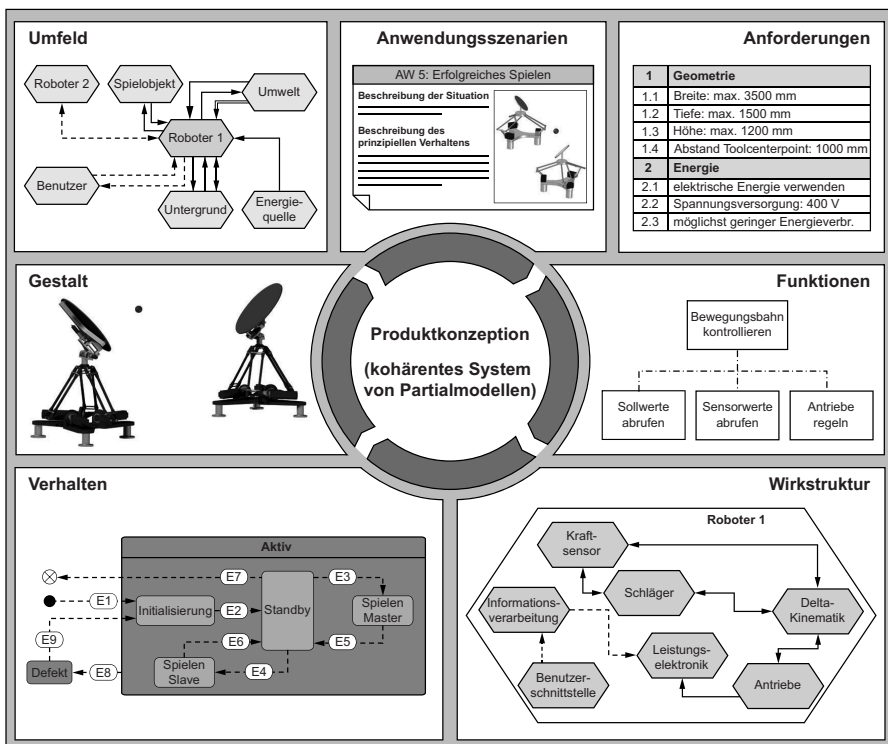 Umfeld
Roboter 2
Spielobjekt
Umwelt
Roboter 1
Benutzer
Untergrund
Energie-
quelle
Anwendungsszenarien
AW 5: Erfolgreiches Spielen
Beschreibung der Situation
Beschreibung des
prinzipiellen Verhaltens
Anforderungen
1 Geometrie
1.1 Breite: max. 3500 mm
1.2 Tiefe: max. 1500 mm
1.3 Höhe: max. 1200 mm
1.4 Abstand Toolcenterpoint: 1000 mm
2 Energie
2.1 elektrische Energie verwenden
2.2 Spannungsversorgung: 400 V
2.3 möglichst geringer Energieverbr.
Gestalt
Produktkonzeption
(kohärentes System
von Partialmodellen)
Funktionen
Bewegungsbahn
kontrollieren
Sollwerte
abrufen
Sensorwerte
abrufen
Antriebe
regeln
Verhalten
Aktiv
E7
E3
E1
Initialisierung
E2
Standby
Spielen
Master
E9
E6
E5
Defekt
E8
Spielen
Slave
E4
Wirkstruktur
Roboter 1
Kraft-
sensor
Schläger
Informations-
verarbeitung
Delta-
Kinematik
Leistungs-
elektronik
Benutzer-
schnittstelle
Antriebe